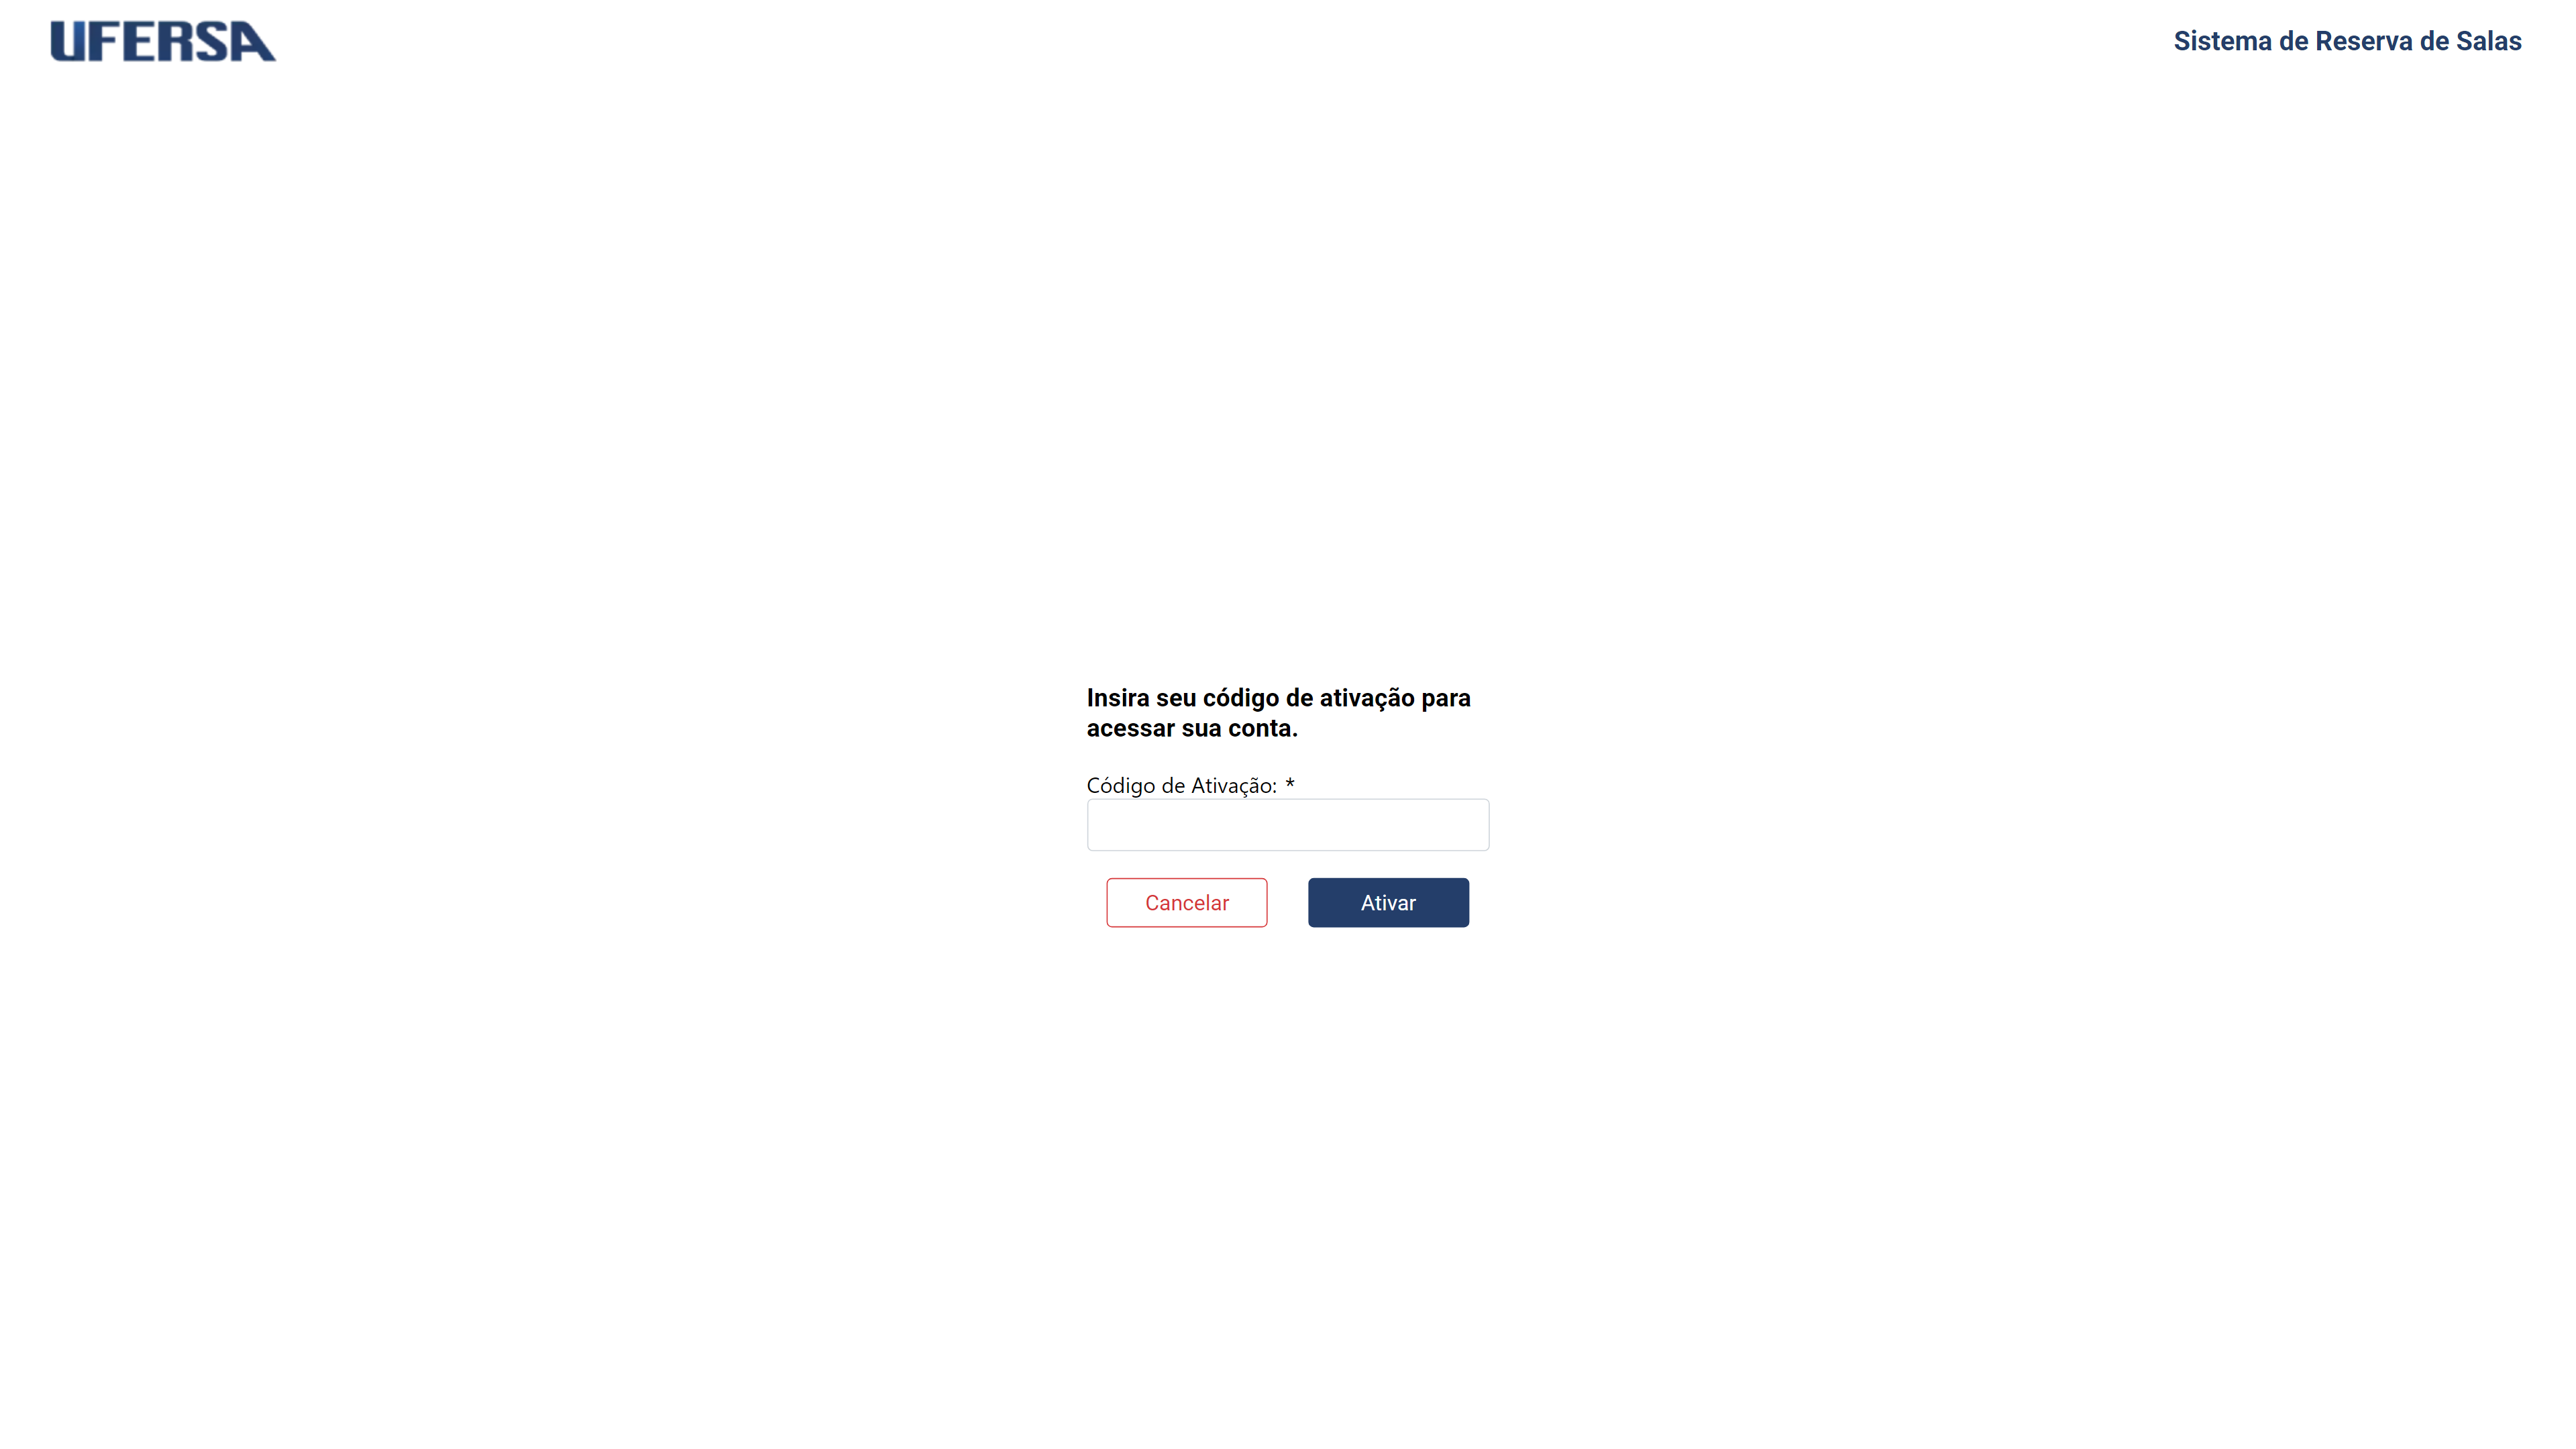 UFERSA
Sistema de Reserva de Salas
Insira seu código de ativação para
acessar sua conta.
Código de Ativação: *
Cancelar
Ativar